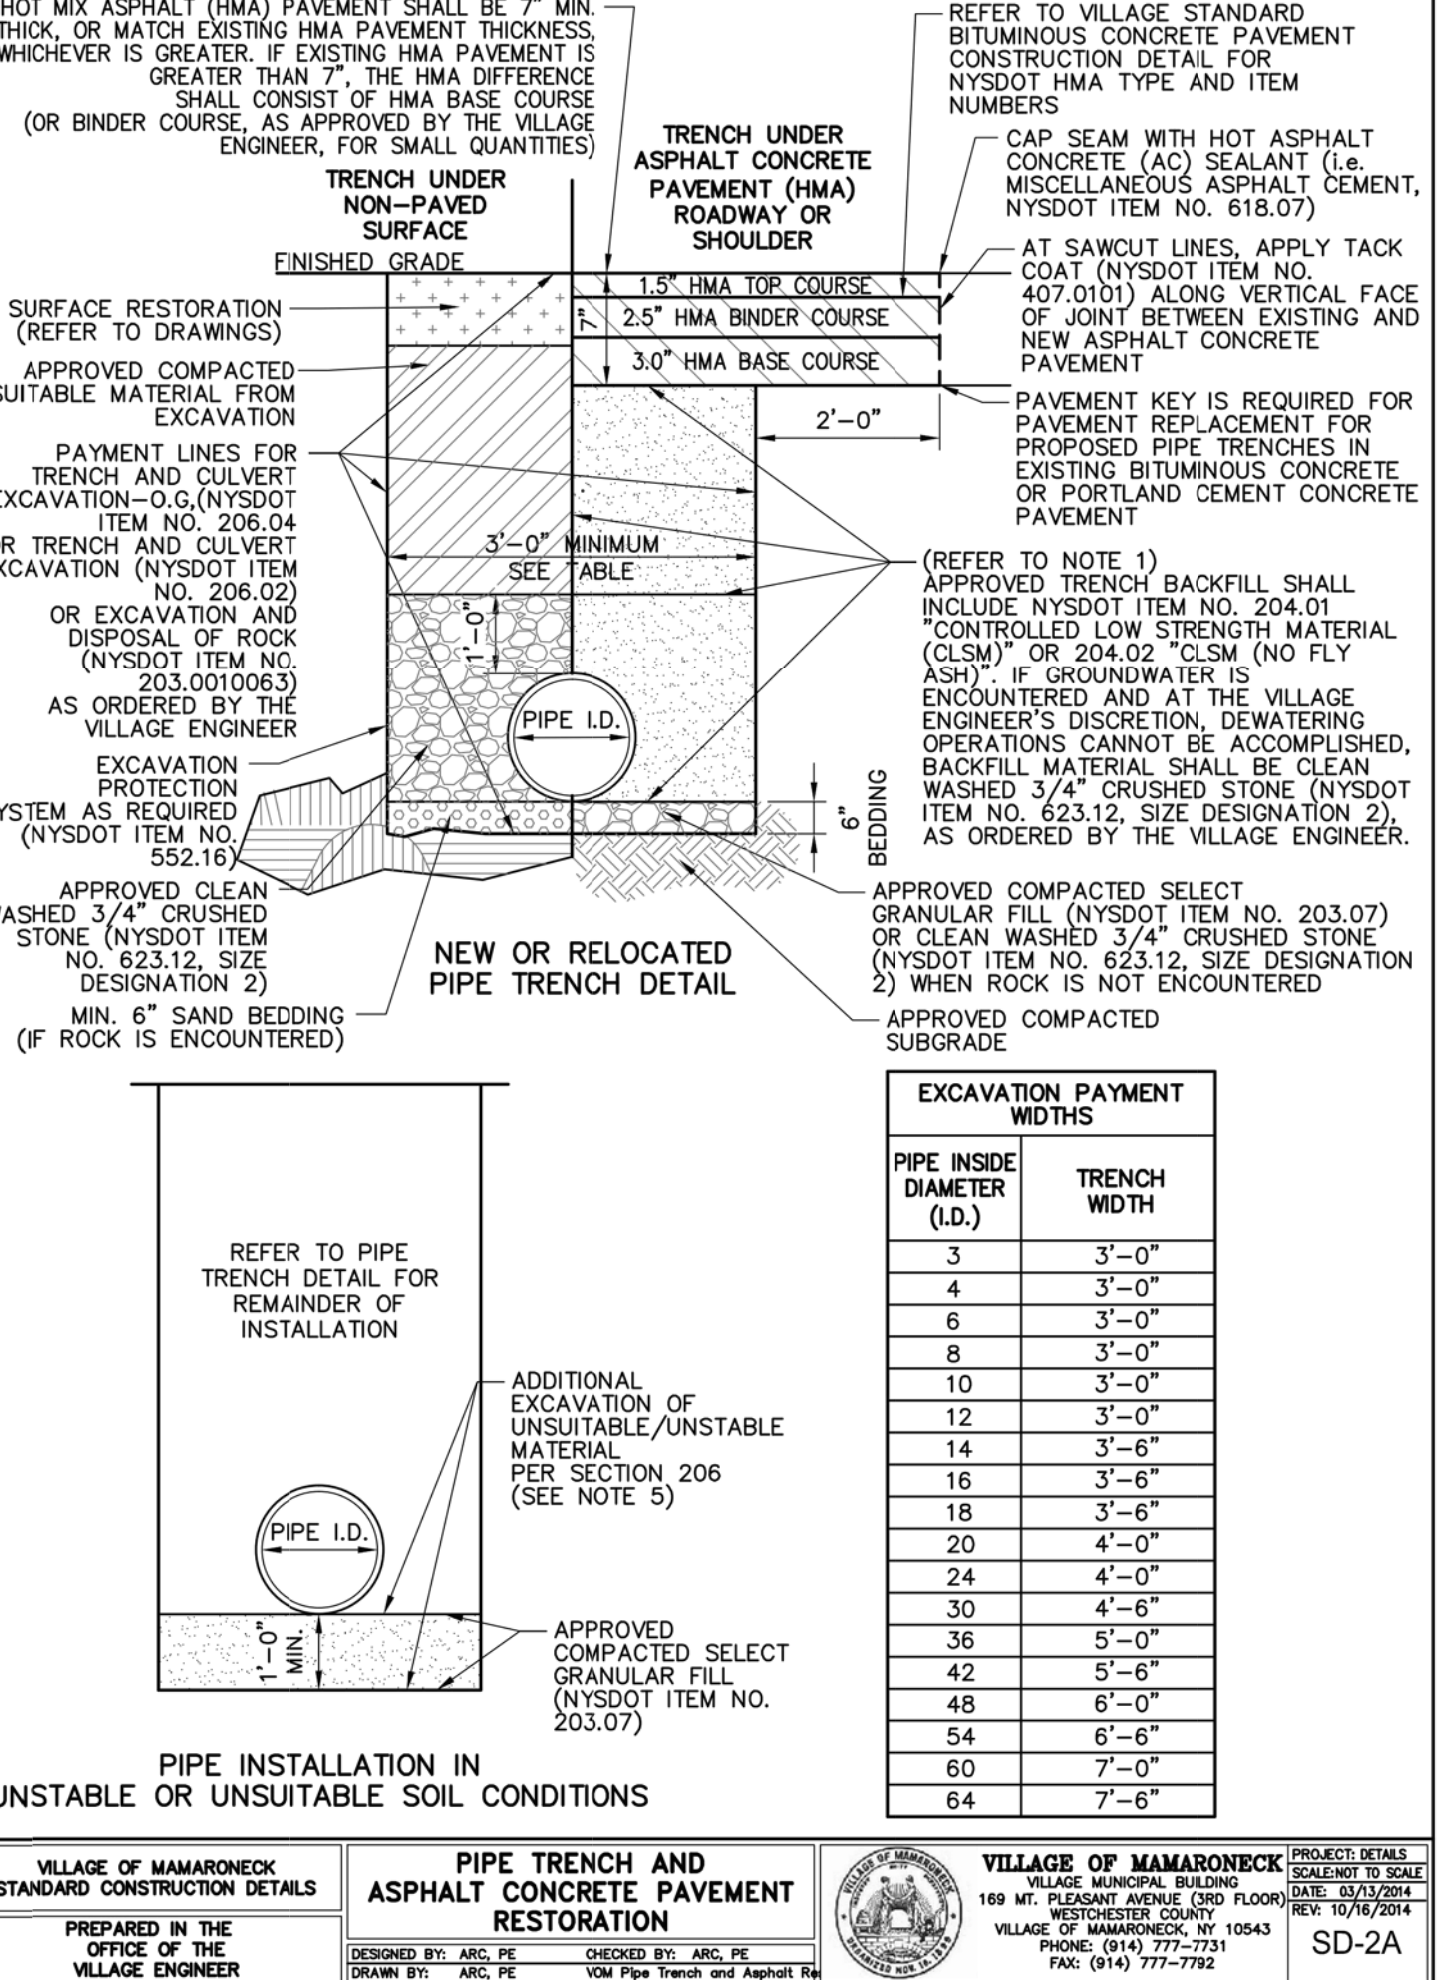 HOT MIX ASPHALT (HMA) PAVEMENT SHALL BE 7" MIN.
THICK, OR MATCH EXISTING HMA PAVEMENT THICKNESS,
WHICHEVER IS GREATER. IF EXISTING HMA PAVEMENT IS
GREATER THAN 7", THE HMA DIFFERENCE
SHALL CONSIST OF HMA BASE COURSE
(OR BINDER COURSE, AS APPROVED BY THE VILLAGE
ENGINEER, FOR SMALL QUANTITIES)
REFER TO VILLAGE STANDARD
BITUMINOUS CONCRETE PAVEMENT
CONSTRUCTION DETAIL FOR
NYSDOT HMA TYPE AND ITEM
NUMBERS
TRENCH UNDER
NON-PAVED
SURFACE
TRENCH UNDER
ASPHALT CONCRETE
PAVEMENT (HMA)
ROADWAY OR
SHOULDER
CAP SEAM WITH HOT ASPHALT
CONCRETE (AC) SEALANT (i.e.
MISCELLANEOUS ASPHALT CEMENT,
NYSDOT ITEM NO. 618.07)
FINISHED GRADE
SURFACE RESTORATION
(REFER TO DRAWINGS)
1.5" HMA TOP COURSE
2.5" HMA BINDER COURSE
3.0" HMA BASE COURSE
7"
AT SAWCUT LINES, APPLY TACK
COAT (NYSDOT ITEM NO.
407.0101) ALONG VERTICAL FACE
OF JOINT BETWEEN EXISTING AND
NEW ASPHALT CONCRETE
PAVEMENT
APPROVED COMPACTED
SUITABLE MATERIAL FROM
EXCAVATION
2'-0"
PAVEMENT KEY IS REQUIRED FOR
PAVEMENT REPLACEMENT FOR
PROPOSED PIPE TRENCHES IN
EXISTING BITUMINOUS CONCRETE
OR PORTLAND CEMENT CONCRETE
PAVEMENT
PAYMENT LINES FOR
TRENCH AND CULVERT
EXCAVATION-O.G,(NYSDOT
ITEM NO. 206.04
OR TRENCH AND CULVERT
EXCAVATION (NYSDOT ITEM
NO. 206.02)
OR EXCAVATION AND
DISPOSAL OF ROCK
(NYSDOT ITEM NO.
203.0010063)
AS ORDERED BY THE
VILLAGE ENGINEER
3'-0" MINIMUM
SEE TABLE
1'-0"
PIPE I.D.
(REFER TO NOTE 1)
APPROVED TRENCH BACKFILL SHALL
INCLUDE NYSDOT ITEM NO. 204.01
"CONTROLLED LOW STRENGTH MATERIAL
(CLSM)" OR 204.02 "CLSM (NO FLY
ASH)". IF GROUNDWATER IS
ENCOUNTERED AND AT THE VILLAGE
ENGINEER'S DISCRETION, DEWATERING
OPERATIONS CANNOT BE ACCOMPLISHED,
BACKFILL MATERIAL SHALL BE CLEAN
WASHED 3/4" CRUSHED STONE (NYSDOT
ITEM NO. 623.12, SIZE DESIGNATION 2),
AS ORDERED BY THE VILLAGE ENGINEER.
EXCAVATION
PROTECTION
SYSTEM AS REQUIRED
(NYSDOT ITEM NO.
552.16)
6"
BEDDING
APPROVED CLEAN
WASHED 3/4" CRUSHED
STONE (NYSDOT ITEM
NO. 623.12, SIZE
DESIGNATION 2)
MIN. 6" SAND BEDDING
(IF ROCK IS ENCOUNTERED)
NEW OR RELOCATED
PIPE TRENCH DETAIL
APPROVED COMPACTED SELECT
GRANULAR FILL (NYSDOT ITEM NO. 203.07)
OR CLEAN WASHED 3/4" CRUSHED STONE
(NYSDOT ITEM NO. 623.12, SIZE DESIGNATION
2) WHEN ROCK IS NOT ENCOUNTERED
APPROVED COMPACTED
SUBGRADE
REFER TO PIPE
TRENCH DETAIL FOR
REMAINDER OF
INSTALLATION
ADDITIONAL
EXCAVATION OF
UNSUITABLE/UNSTABLE
MATERIAL
PER SECTION 206
(SEE NOTE 5)
PIPE I.D.
1'-0"
MIN.
APPROVED
COMPACTED SELECT
GRANULAR FILL
(NYSDOT ITEM NO.
203.07)
PIPE INSTALLATION IN
UNSTABLE OR UNSUITABLE SOIL CONDITIONS
EXCAVATION PAYMENT
WIDTHS
PIPE INSIDE
DIAMETER
(I.D.)
TRENCH
WIDTH
3 3'-0"
4 3'-0"
6 3'-0"
8 3'-0"
10 3'-0"
12 3'-0"
14 3'-6"
16 3'-6"
18 3'-6"
20 4'-0"
24 4'-0"
30 4'-6"
36 5'-0"
42 5'-6"
48 6'-0"
54 6'-6"
60 7'-0"
64 7'-6"
VILLAGE OF MAMARONECK
STANDARD CONSTRUCTION DETAILS
PREPARED IN THE
OFFICE OF THE
VILLAGE ENGINEER
PIPE TRENCH AND
ASPHALT CONCRETE PAVEMENT
RESTORATION
DESIGNED BY: ARC, PE CHECKED BY: ARC, PE
DRAWN BY: ARC, PE VOM Pipe Trench and Asphalt Re
VILLAGE OF MAMARONECK
ORGANIZED NOV. 18, 1895
VILLAGE OF MAMARONECK
VILLAGE MUNICIPAL BUILDING
169 MT. PLEASANT AVENUE (3RD FLOOR)
WESTCHESTER COUNTY
VILLAGE OF MAMARONECK, NY 10543
PHONE: (914) 777-7731
FAX: (914) 777-7792
PROJECT: DETAILS
SCALE:NOT TO SCALE
DATE: 03/13/2014
REV: 10/16/2014
SD-2A